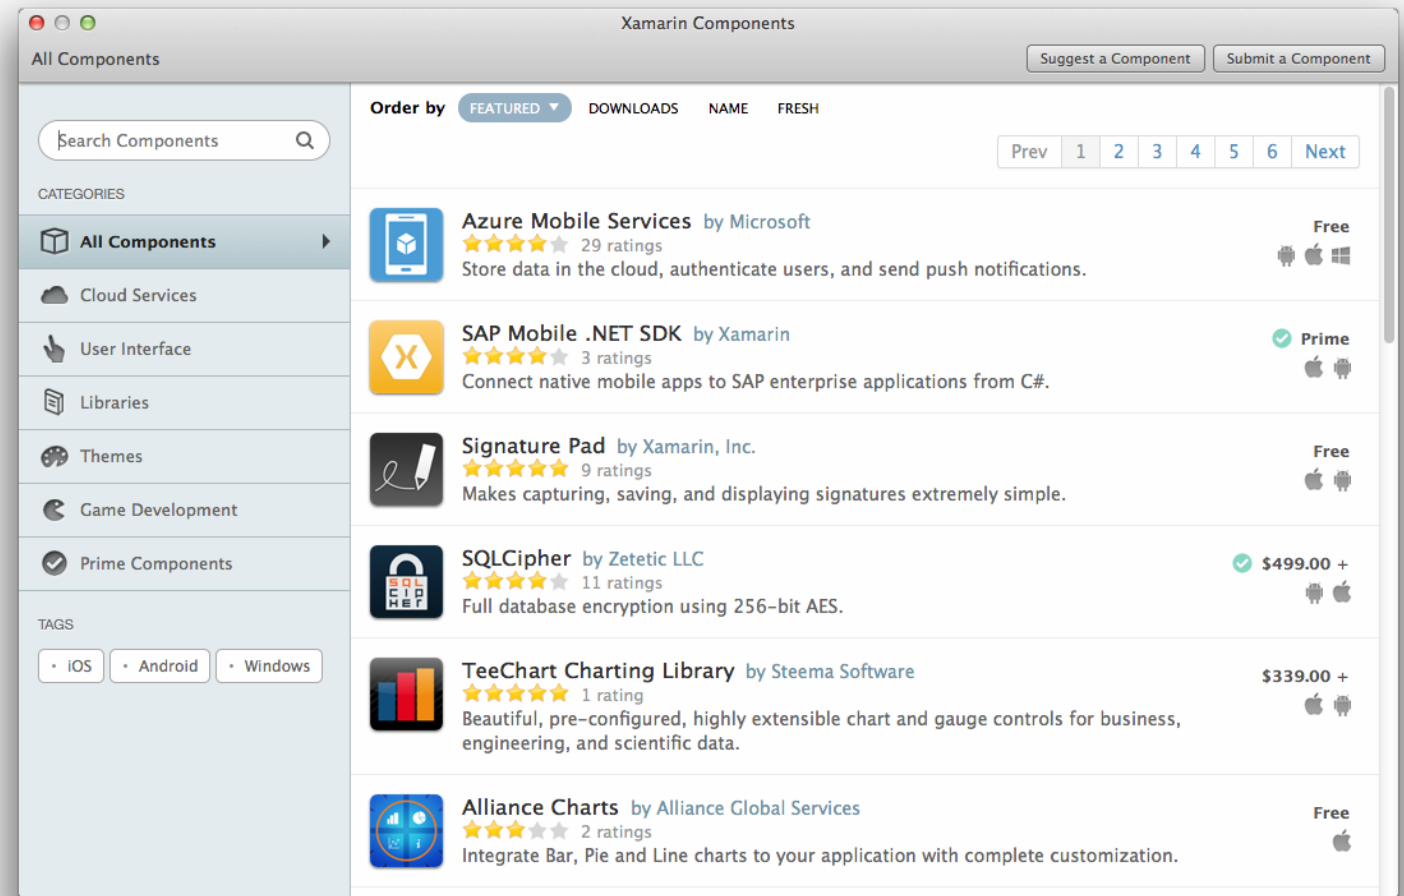 Xamarin Components
All Components
Suggest a Component
Submit a Component
Search Components
CATEGORIES
All Components
Cloud Services
User Interface
Libraries
Themes
Game Development
Prime Components
TAGS
iOS
Android
Windows
Order by FEATURED DOWNLOADS NAME FRESH
Prev 1 2 3 4 5 6 Next
Azure Mobile Services by Microsoft
Free
29 ratings
Store data in the cloud, authenticate users, and send push notifications.
SAP Mobile .NET SDK by Xamarin
Prime
3 ratings
Connect native mobile apps to SAP enterprise applications from C#.
Signature Pad by Xamarin, Inc.
Free
9 ratings
Makes capturing, saving, and displaying signatures extremely simple.
SQL
CIP
HER
SQLCipher by Zetetic LLC
$499.00 +
11 ratings
Full database encryption using 256-bit AES.
TeeChart Charting Library by Steema Software
$339.00 +
1 rating
Beautiful, pre-configured, highly extensible chart and gauge controls for business,
engineering, and scientific data.
Alliance Charts by Alliance Global Services
Free
2 ratings
Integrate Bar, Pie and Line charts to your application with complete customization.